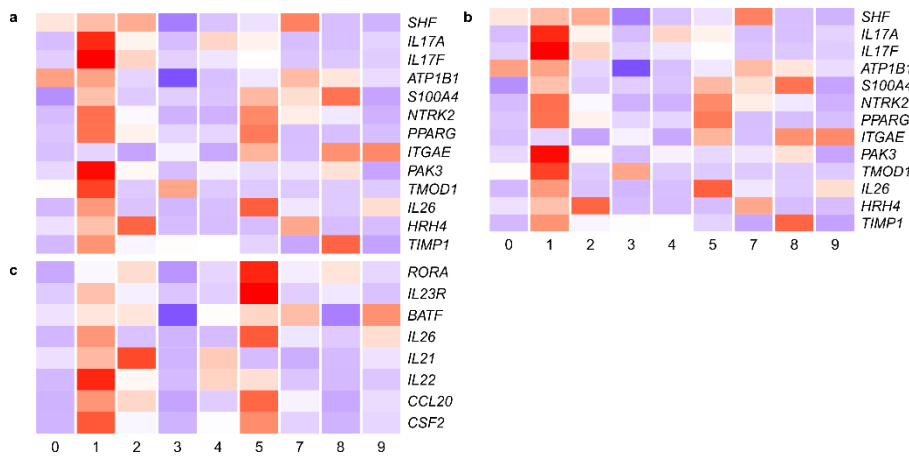 a
SHF
IL17A
IL17F
ATP1B1
S100A4
NTRK2
PPARG
ITGAE
PAK3
TMOD1
IL26
HRH4
TIMP1
b
SHF
IL17A
IL17F
ATP1B1
S100A4
NTRK2
PPARG
ITGAE
PAK3
TMOD1
IL26
HRH4
TIMP1
0 1 2 3 4 5 7 8 9
c
RORA
IL23R
BATF
IL26
IL21
IL22
CCL20
CSF2
0 1 2 3 4 5 7 8 9